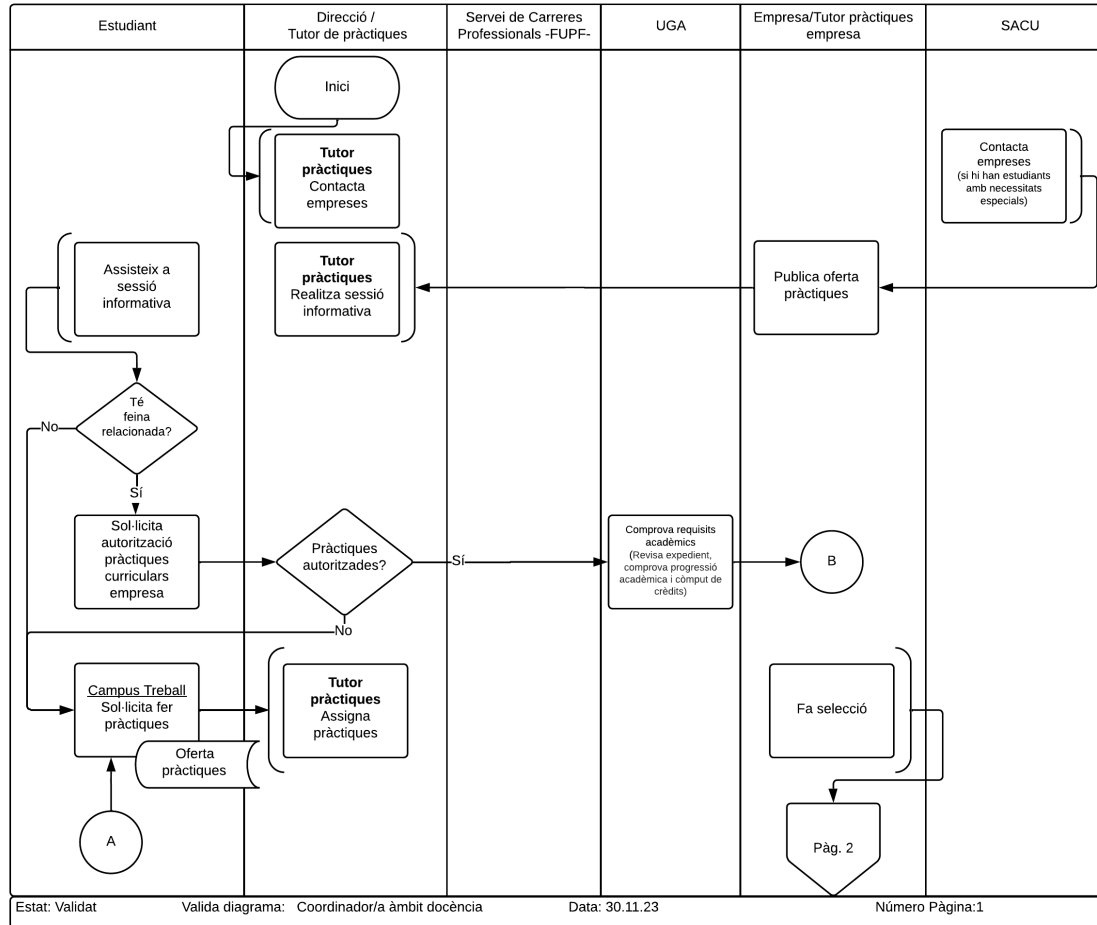 Estudiant
Direcció /
Tutor de pràctiques
Servei de Carreres
Professionals -FUPF-
UGA
Empresa/Tutor pràctiques
empresa
SACU
Inici
Tutor
pràctiques
Contacta
empreses
Contacta
empreses
(si hi han estudiants
amb necessitats
especials)
Assisteix a
sessió
informativa
Tutor
pràctiques
Realitza sessió
informativa
Publica oferta
pràctiques
Té
feina
relacionada?
No
Sí
Sol·licita
autorització
pràctiques
curriculars
empresa
Pràctiques
autoritzades?
Sí
No
Comprova requisits
acadèmics
(Revisa expedient,
comprova progressió
acadèmica i còmput de
crèdits)
B
Campus Treball
Sol·licita fer
pràctiques
Oferta
pràctiques
Tutor
pràctiques
Assigna
pràctiques
Fa selecció
A
Pàg. 2
Estat: Validat
Valida diagrama: Coordinador/a àmbit docència
Data: 30.11.23
Número Pàgina:1